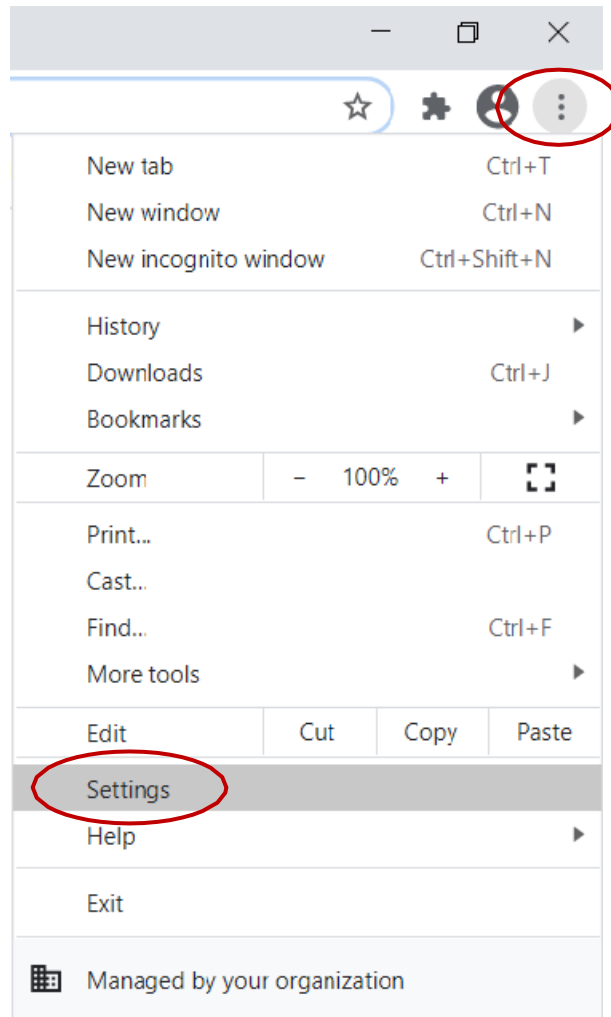 New tab Ctrl+T
New window Ctrl+N
New incognito window Ctrl+Shift+N
History
Downloads Ctrl+J
Bookmarks
Zoom - 100% +
Print... Ctrl+P
Cast...
Find... Ctrl+F
More tools
Edit Cut Copy Paste
Settings
Help
Exit
Managed by your organization